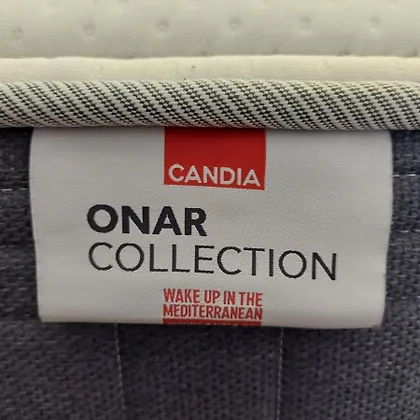 CANDIA
ONAR
COLLECTION
WAKE UP IN THE
MEDITERRANEAN